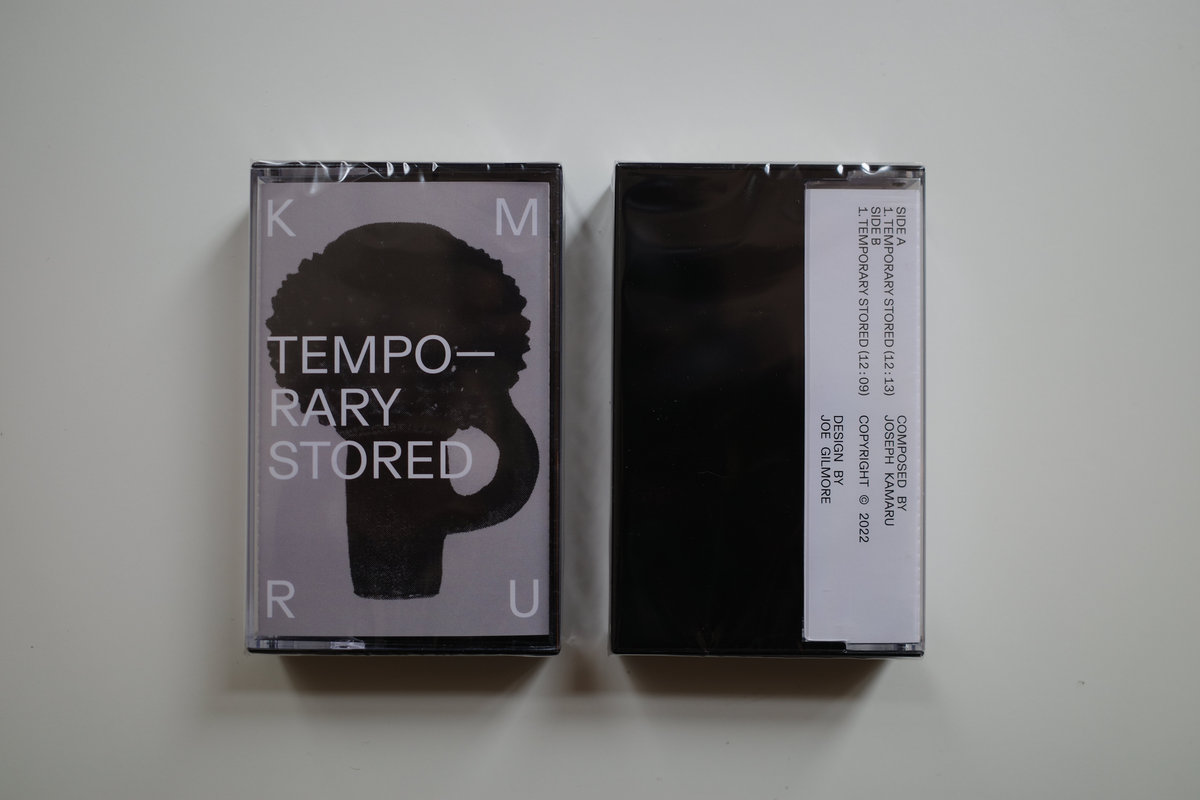 K M
TEMPO—
RARY
STORED
R U
SIDE A
1. TEMPORARY STORED (12:13)
SIDE B
1. TEMPORARY STORED (12:09)
COMPOSED BY
JOSEPH KAMARU
COPYRIGHT © 2022
DESIGN BY
JOE GILMORE